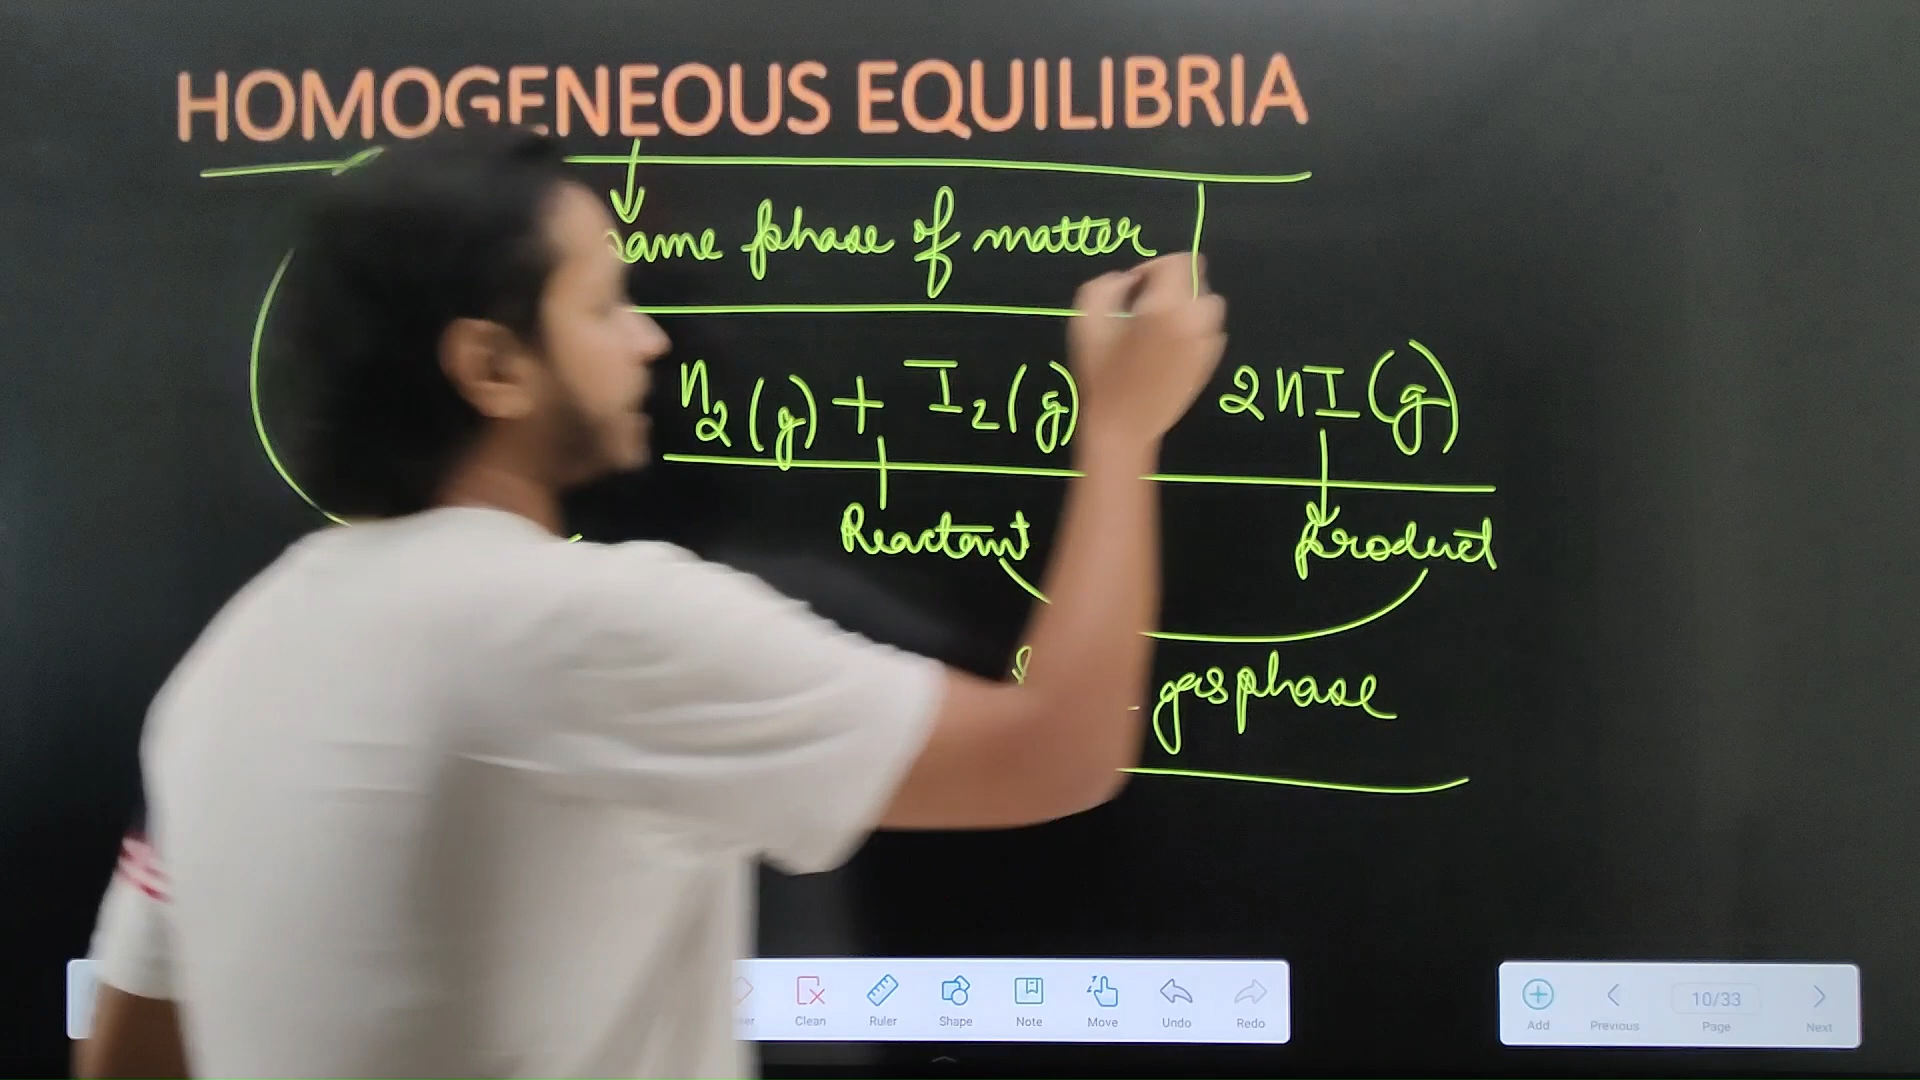 HOMOGENEOUS EQUILIBRIA
same phase of matter
H2(g) + I2(g) 2HI(g)
Reactant product
gas phase
Clean Ruler Shape Note Move Undo Redo
Add Previous 10/33 Page Next